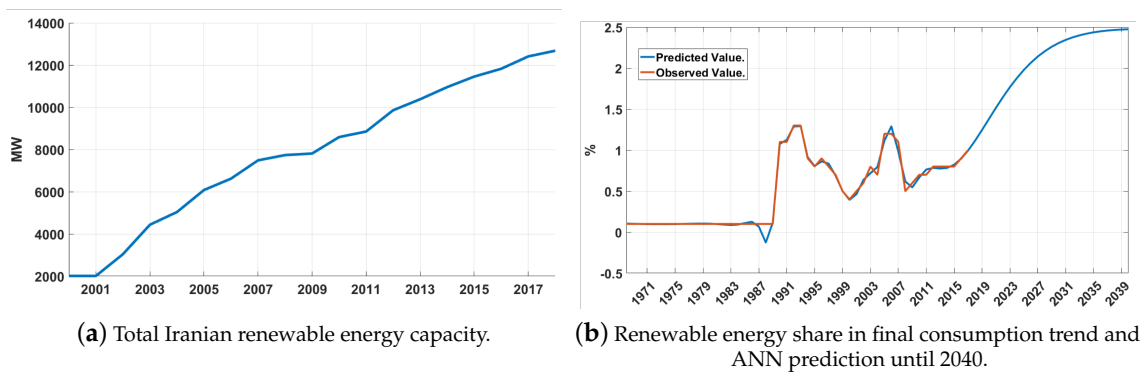 14000
12000
10000
8000
6000
4000
2000
MW
2001 2003 2005 2007 2009 2011 2013 2015 2017
(a) Total Iranian renewable energy capacity.
2.5
2
1.5
1
0.5
0
-0.5
%
Predicted Value.
Observed Value.
1971 1975 1979 1983 1987 1991 1995 1999 2003 2007 2011 2015 2019 2023 2027 2031 2035 2039
(b) Renewable energy share in final consumption trend and
ANN prediction until 2040.